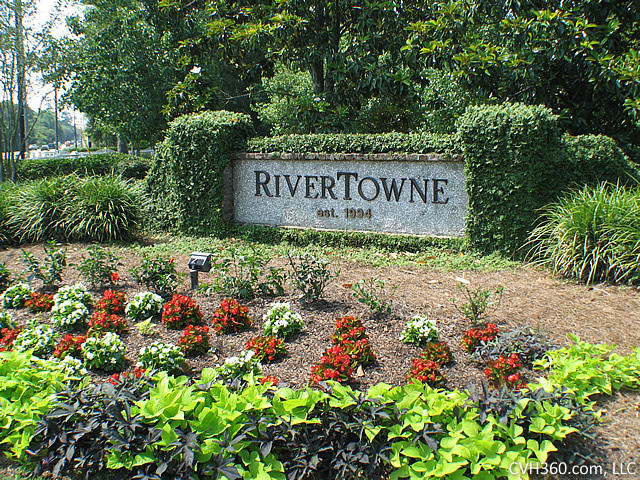 RIVERTOWNE
est. 1994
CVH360.com, LLC